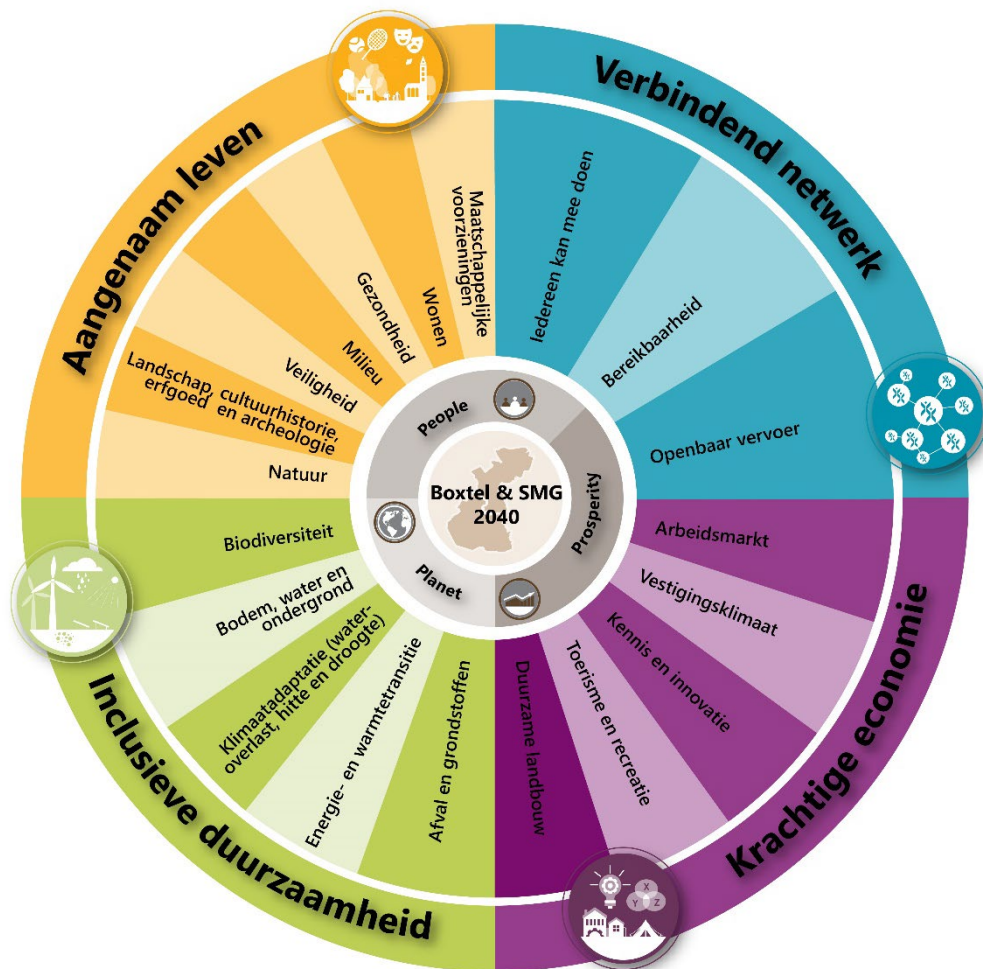 Aangenaam leven
Maatschappelijke
voorzieningen
Wonen
Gezondheid
Milieu
Veiligheid
Landschap, cultuurhistorie,
erfgoed en archeologie
Natuur
Verbindend netwerk
Iedereen kan mee doen
Bereikbaarheid
Openbaar vervoer
Krachtige economie
Arbeidsmarkt
Vestigingsklimaat
Kennis en innovatie
Toerisme en recreatie
Duurzame landbouw
X
Y
Z
Inclusieve duurzaamheid
Biodiversiteit
Bodem, water en
ondergrond
Klimaatadaptatie (water-
overlast, hitte en droogte)
Energie- en warmtetransitie
Afval en grondstoffen
People
Prosperity
Planet
Boxtel & SMG
2040